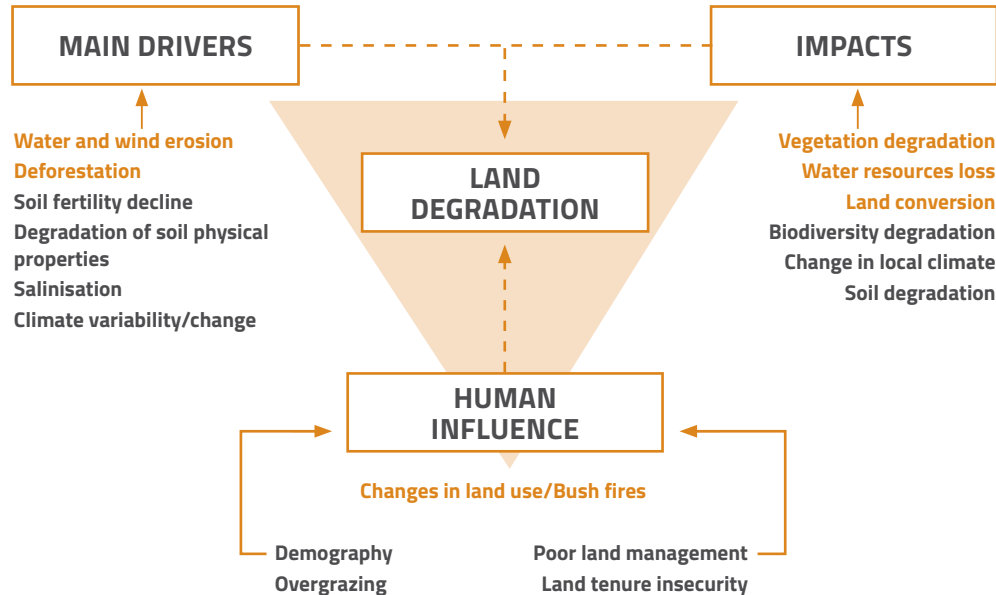 MAIN DRIVERS
IMPACTS
Water and wind erosion
Deforestation
Soil fertility decline
Degradation of soil physical
properties
Salinisation
Climate variability/change
Vegetation degradation
Water resources loss
Land conversion
Biodiversity degradation
Change in local climate
Soil degradation
LAND
DEGRADATION
HUMAN
INFLUENCE
Changes in land use/Bush fires
Demography
Overgrazing
Poor land management
Land tenure insecurity